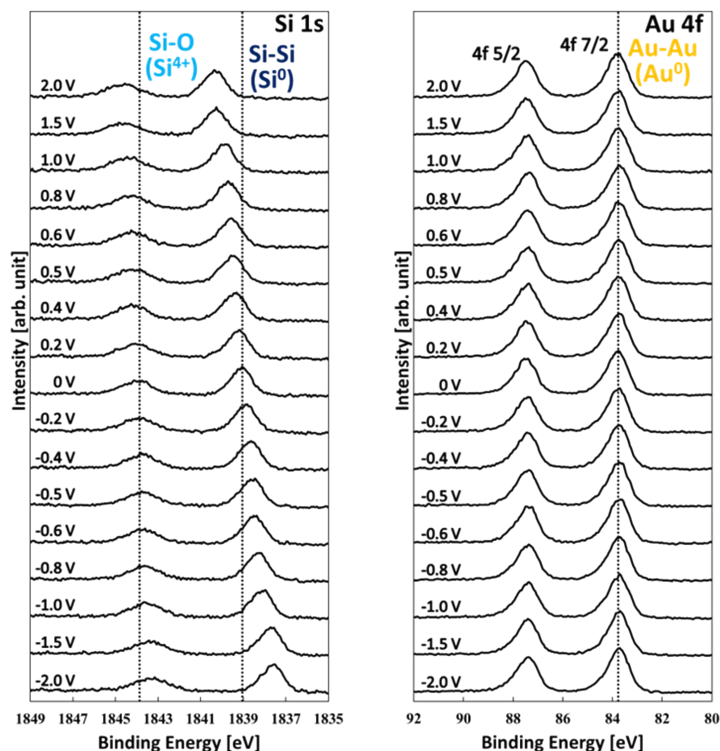 Si 1s
Si-O
(Si4+)
Si-Si
(Si0)
2.0 V
1.5 V
1.0 V
0.8 V
0.6 V
0.5 V
0.4 V
0.2 V
0 V
-0.2 V
-0.4 V
-0.5 V
-0.6 V
-0.8 V
-1.0 V
-1.5 V
-2.0 V
Intensity [arb. unit]
1849 1847 1845 1843 1841 1839 1837 1835
Binding Energy [eV]
Au 4f
4f 5/2
4f 7/2
Au-Au
(Au0)
2.0 V
1.5 V
1.0 V
0.8 V
0.6 V
0.5 V
0.4 V
0.2 V
0 V
-0.2 V
-0.4 V
-0.5 V
-0.6 V
-0.8 V
-1.0 V
-1.5 V
-2.0 V
Intensity [arb. unit]
92 90 88 86 84 82 80
Binding Energy [eV]